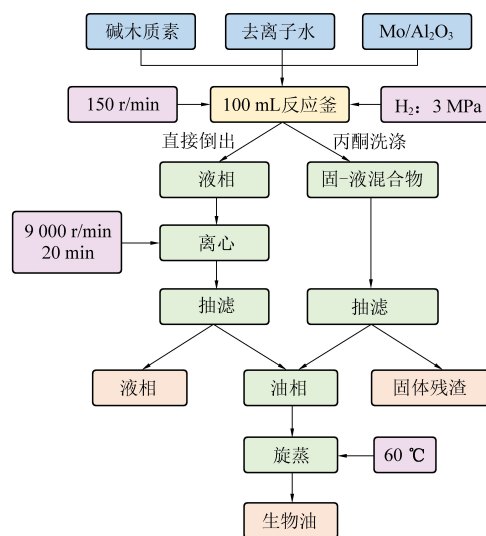 碱木质素
去离子水
Mo/Al₂O₃
150 r/min
100 mL反应釜
H₂：3 MPa
直接倒出
丙酮洗涤
液相
固-液混合物
9 000 r/min
20 min
离心
抽滤
抽滤
液相
油相
固体残渣
旋蒸
60 ℃
生物油